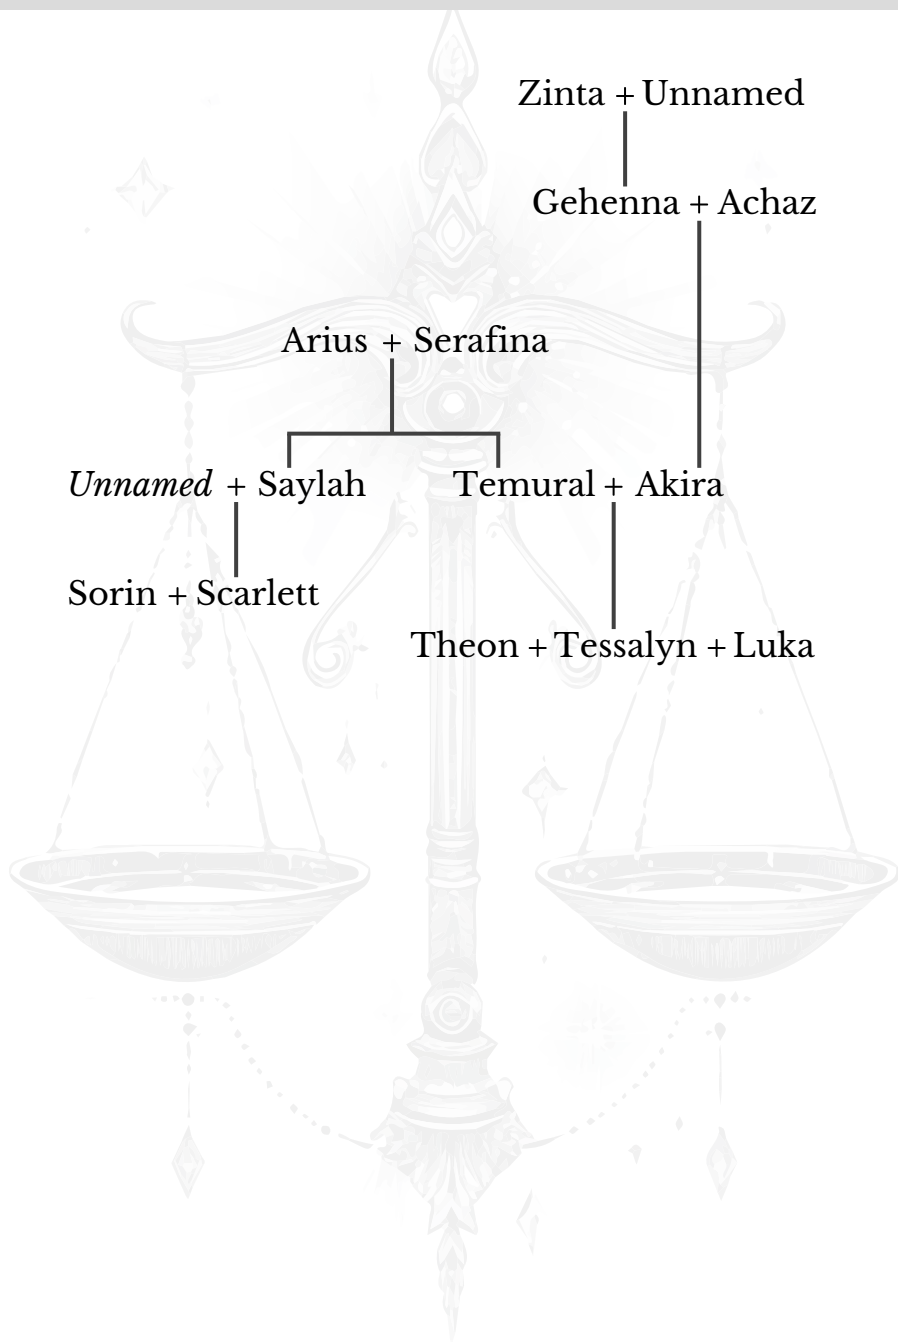 Zinta + Unnamed
Gehenna + Achaz
Arius + Serafina
Unnamed + Saylah
Temural + Akira
Sorin + Scarlett
Theon + Tessalyn + Luka